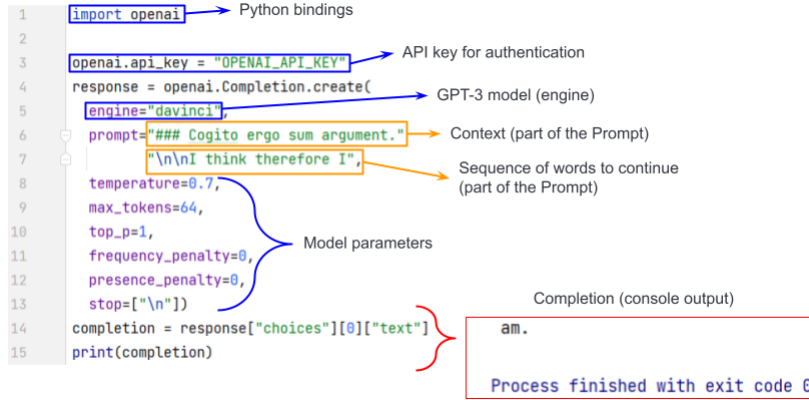 1 import openai
Python bindings
2
3 openai.api_key = "OPENAI_API_KEY"
API key for authentication
4 response = openai.Completion.create(
5 engine="davinci",
GPT-3 model (engine)
6 prompt="### Cogito ergo sum argument."
Context (part of the Prompt)
7 "\n\nI think therefore I",
Sequence of words to continue
(part of the Prompt)
8 temperature=0.7,
9 max_tokens=64,
10 top_p=1,
Model parameters
11 frequency_penalty=0,
12 presence_penalty=0,
13 stop=["\n"])
Completion (console output)
14 completion = response["choices"][0]["text"]
am.
15 print(completion)
Process finished with exit code 0